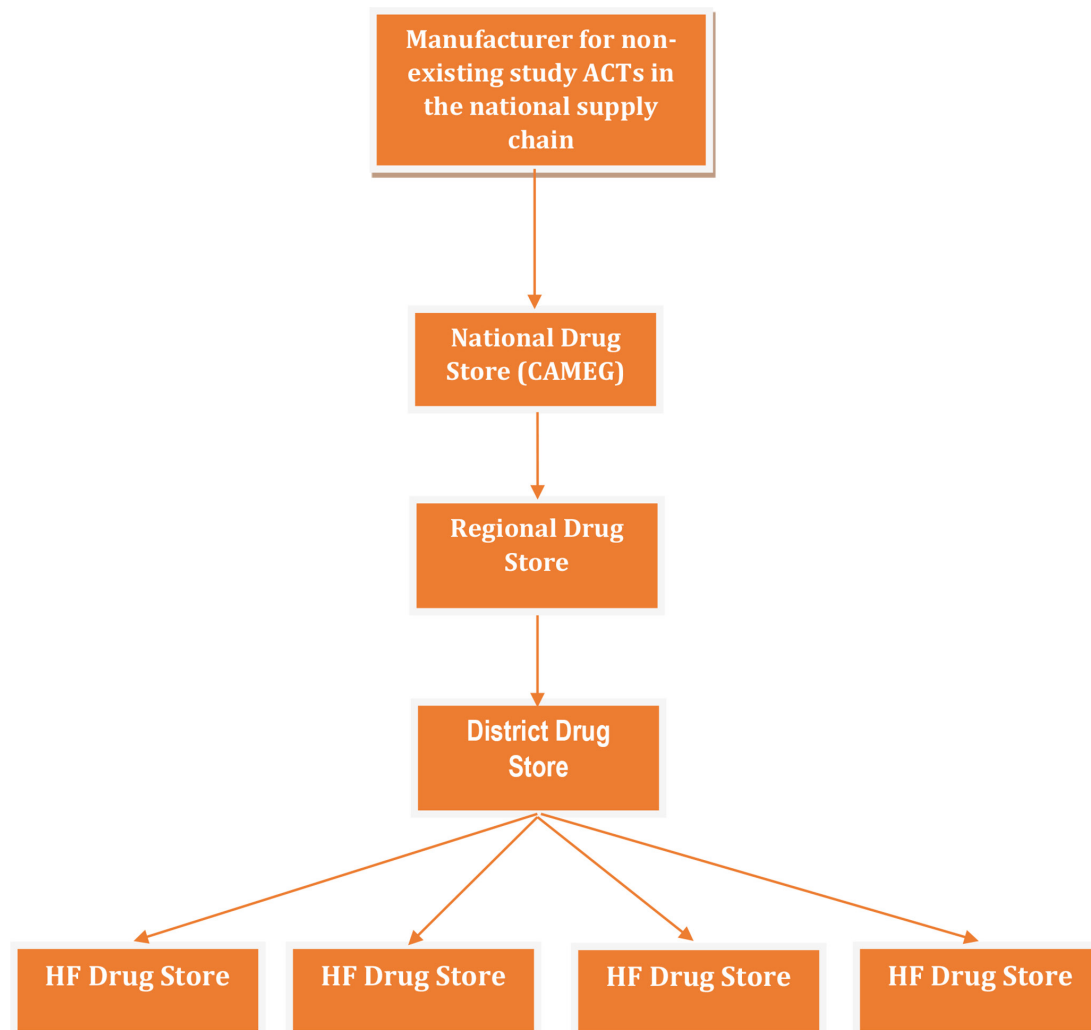 Manufacturer for non-
existing study ACTs in
the national supply
chain
National Drug
Store (CAMEG)
Regional Drug
Store
District Drug
Store
HF Drug Store
HF Drug Store
HF Drug Store
HF Drug Store